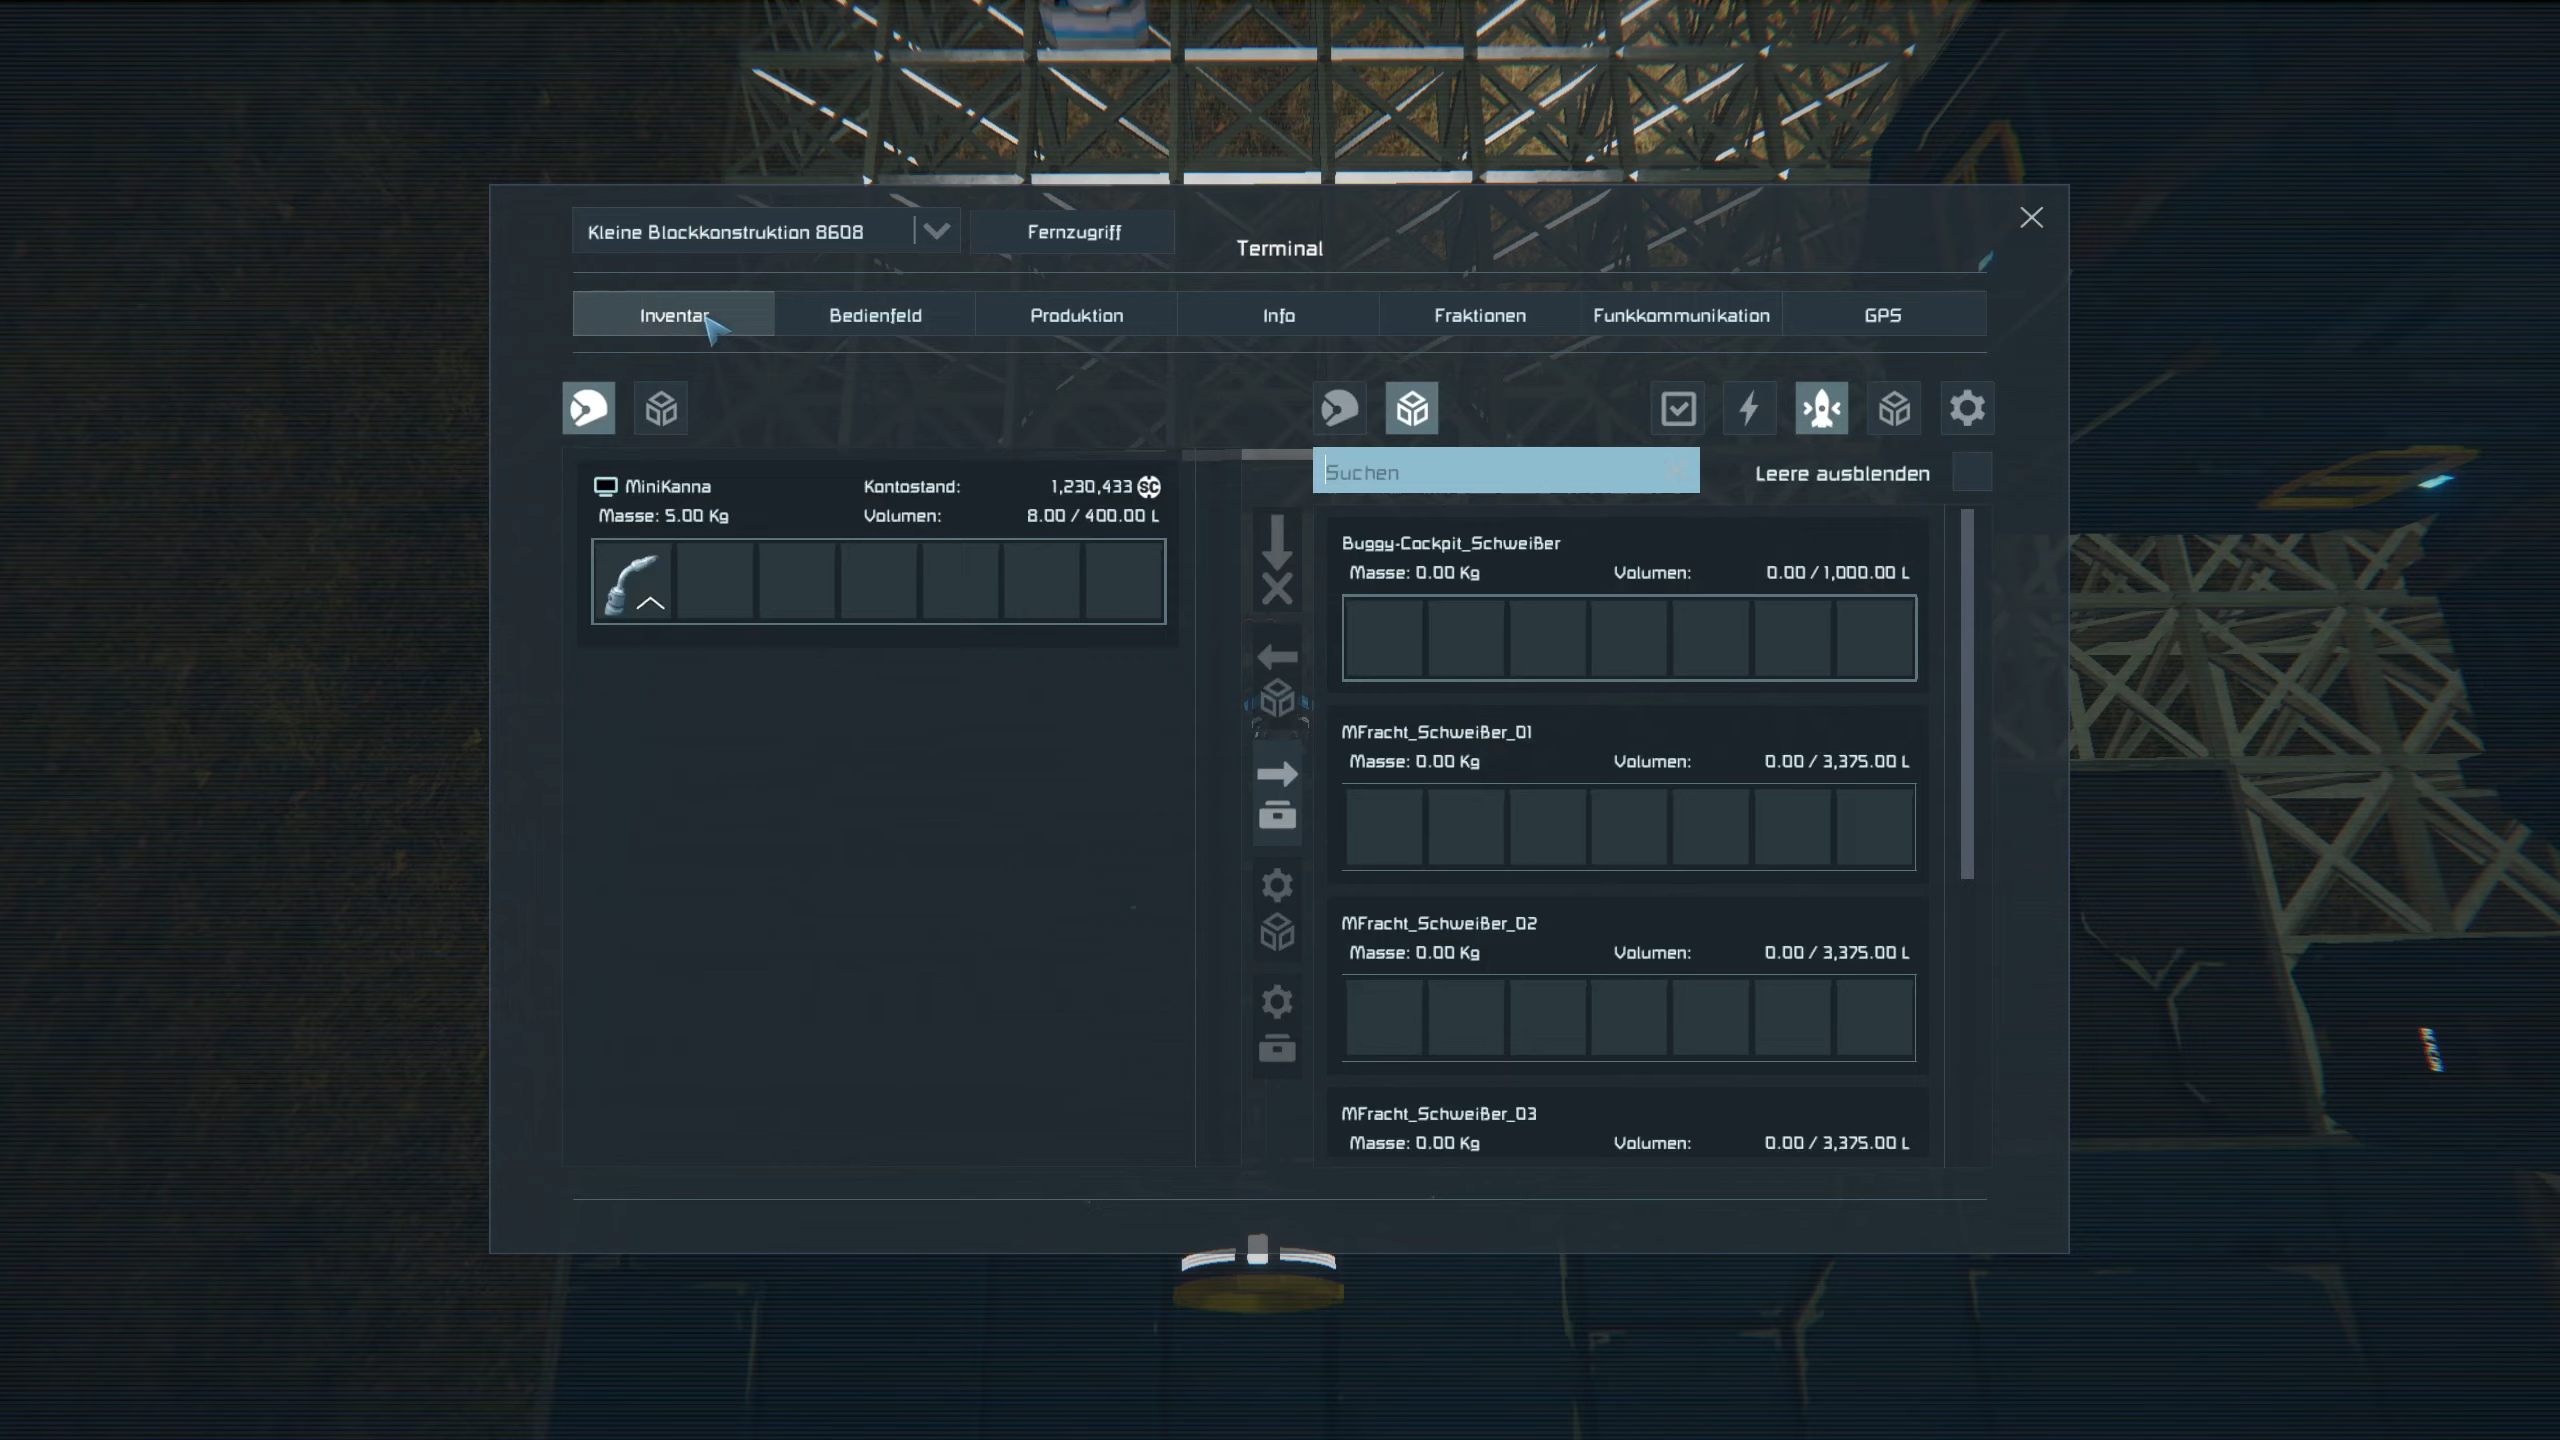 Kleine Blockkonstruktion 8608
Fernzugriff
Terminal
Inventar
Bedienfeld
Produktion
Info
Fraktionen
Funkkommunikation
GPS
Suchen
Leere ausblenden
MiniKanna
Kontostand: 1,230,433 SC
Masse: 5.00 Kg
Volumen: 8.00 / 400.00 L
Buggy-Cockpit_Schweißer
Masse: 0.00 Kg
Volumen: 0.00 / 1,000.00 L
MFracht_Schweißer_01
Masse: 0.00 Kg
Volumen: 0.00 / 3,375.00 L
MFracht_Schweißer_02
Masse: 0.00 Kg
Volumen: 0.00 / 3,375.00 L
MFracht_Schweißer_03
Masse: 0.00 Kg
Volumen: 0.00 / 3,375.00 L